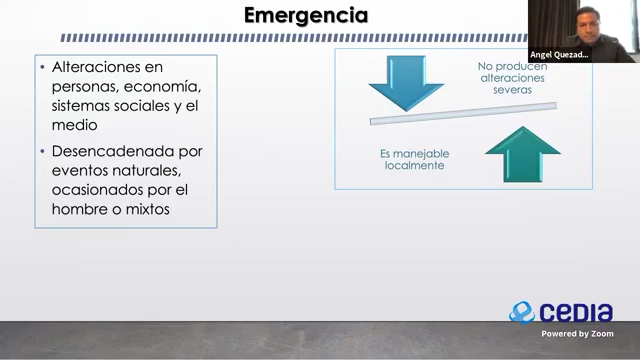 Emergencia
Angel Quezad...
• Alteraciones en
personas, economía,
sistemas sociales y el
medio
• Desencadenada por
eventos naturales,
ocasionados por el
hombre o mixtos
No producen
alteraciones
severas
Es manejable
localmente
cedia
Powered by Zoom